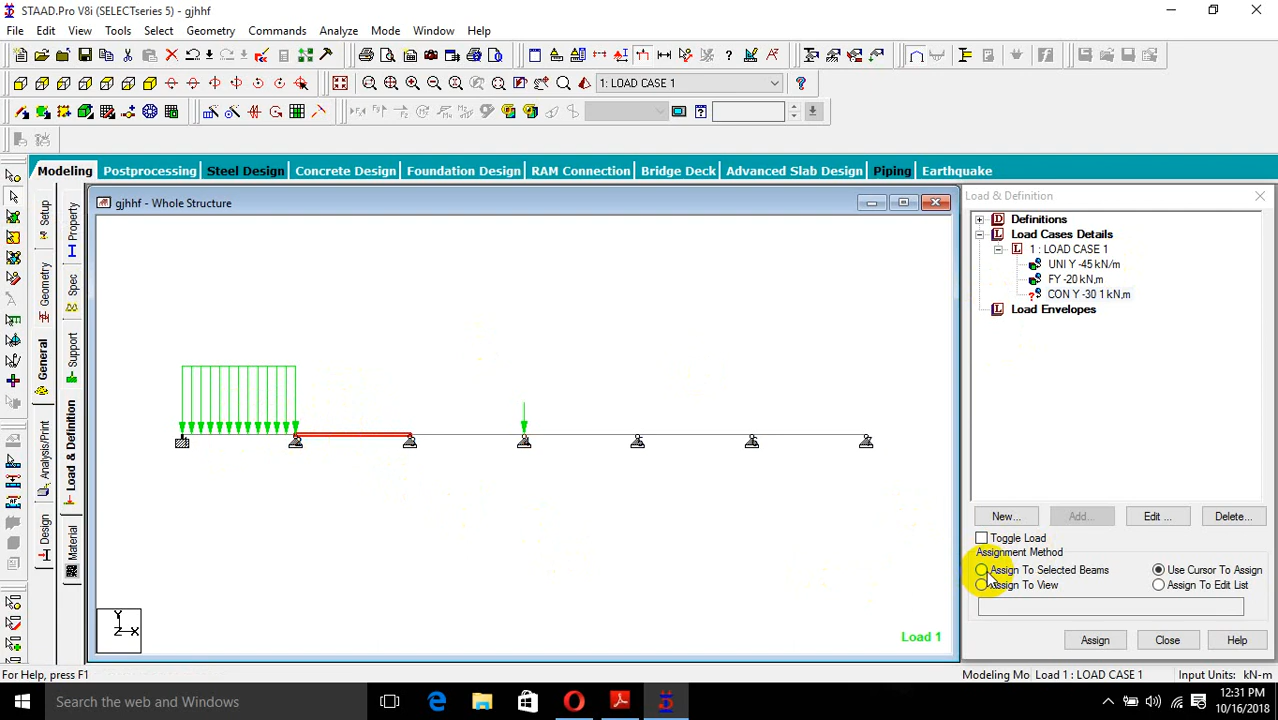 STAAD.Pro V8i (SELECTseries 5) - gjhhf
File Edit View Tools Select Geometry Commands Analyze Mode Window Help
1: LOAD CASE 1
Modeling Postprocessing Steel Design Concrete Design Foundation Design RAM Connection Bridge Deck Advanced Slab Design Piping Earthquake
Setup
Geometry
General
Analysis/Print
Design
Property
Spec
Support
Load & Definition
Material
gjhhf - Whole Structure
Y
Z X
Load 1
Load & Definition
Definitions
Load Cases Details
1 : LOAD CASE 1
UNI Y -45 kN/m
FY -20 kN,m
CON Y -30 1 kN,m
Load Envelopes
New... Add... Edit ... Delete...
Toggle Load
Assignment Method
Assign To Selected Beams Use Cursor To Assign
Assign To View Assign To Edit List
Assign Close Help
For Help, press F1
Modeling Mo Load 1 : LOAD CASE 1 Input Units: kN-m
Search the web and Windows
12:31 PM
10/16/2018